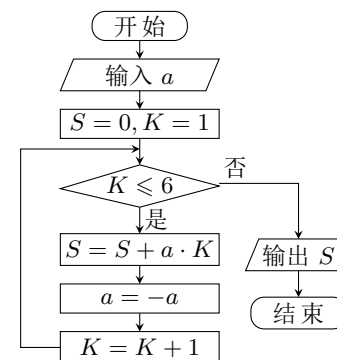 开始
输入 a
S = 0, K = 1
K ⩽ 6
否
是
S = S + a · K
输出 S
a = −a
结束
K = K + 1